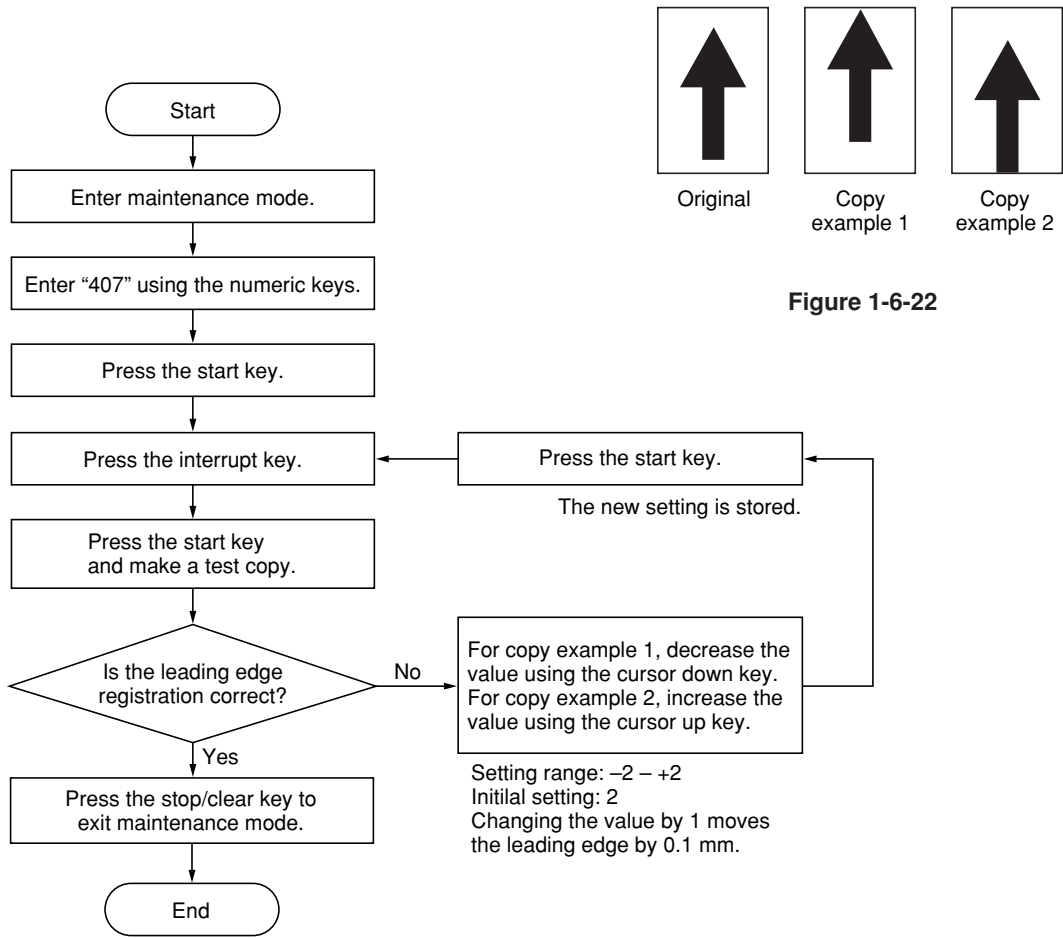 Start
Enter maintenance mode.
Enter “407” using the numeric keys.
Press the start key.
Press the interrupt key.
Press the start key
and make a test copy.
Is the leading edge
registration correct?
No
Yes
Press the stop/clear key to
exit maintenance mode.
End
For copy example 1, decrease the
value using the cursor down key.
For copy example 2, increase the
value using the cursor up key.
Setting range: –2 – +2
Initilal setting: 2
Changing the value by 1 moves
the leading edge by 0.1 mm.
Press the start key.
The new setting is stored.
Original
Copy
example 1
Copy
example 2
Figure 1-6-22